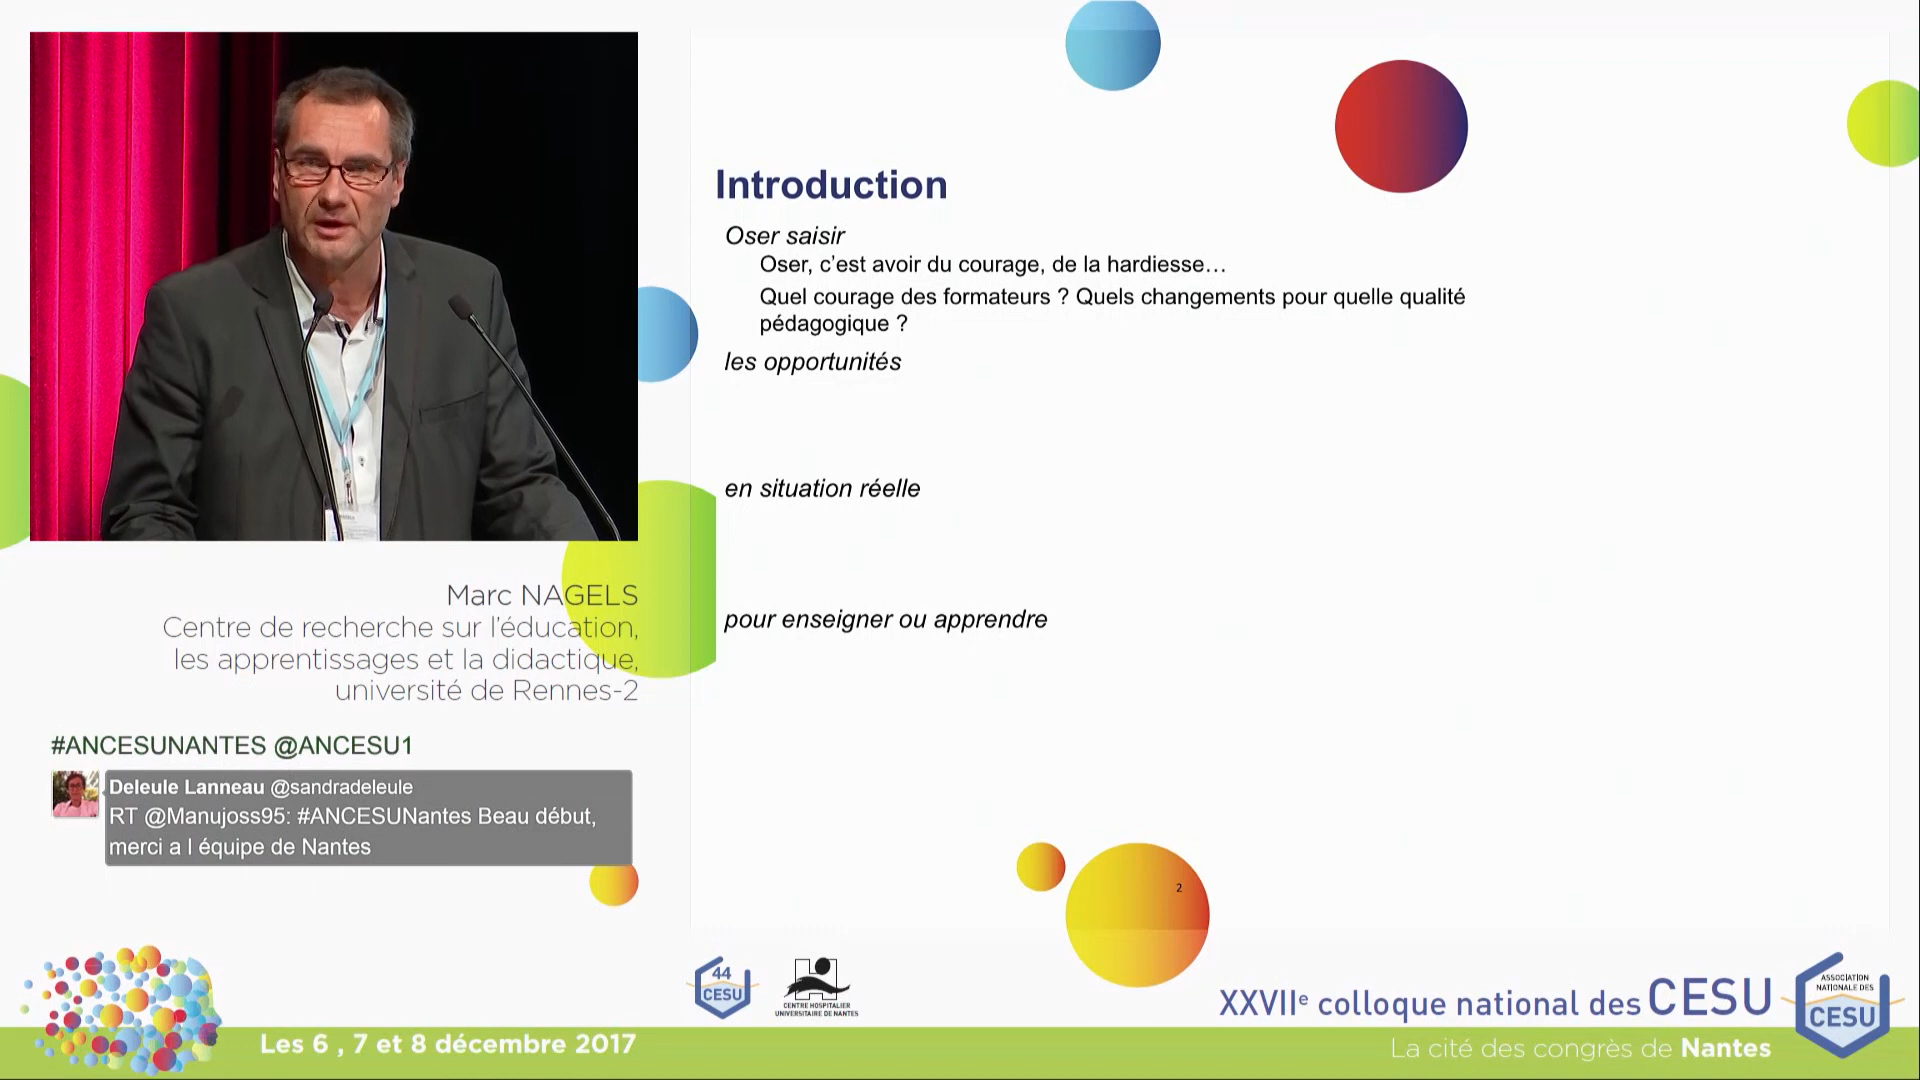 Introduction
Oser saisir
Oser, c’est avoir du courage, de la hardiesse…
Quel courage des formateurs ? Quels changements pour quelle qualité
pédagogique ?
les opportunités
en situation réelle
pour enseigner ou apprendre
2
Marc NAGELS
Centre de recherche sur l'éducation,
les apprentissages et la didactique,
université de Rennes-2
#ANCESUNANTES @ANCESU1
Deleule Lanneau @sandradeleule
RT @Manujoss95: #ANCESUNantes Beau début,
merci a l équipe de Nantes
Les 6 , 7 et 8 décembre 2017
44
CESU
CENTRE HOSPITALIER
UNIVERSITAIRE DE NANTES
XXVIIe colloque national des CESU
La cité des congrès de Nantes
ASSOCIATION
NATIONALE DES
CESU